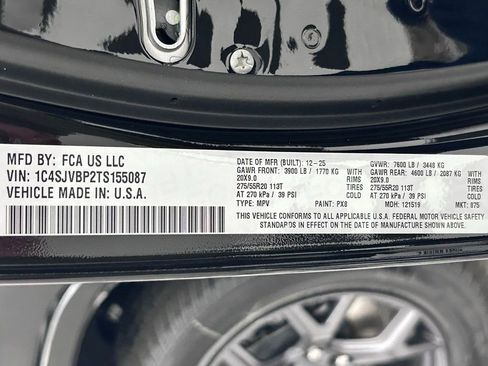 MFD BY: FCA US LLC
VIN: 1C4SJVBP2TS155087
VEHICLE MADE IN: U.S.A.
DATE OF MFR (BUILT): 12-25 GVWR: 7600 LB / 3448 KG
GAWR FRONT: 3900 LB / 1770 KG GAWR REAR: 4600 LB / 2087 KG
20X9.0 RIMS 20X9.0
275/55R20 113T TIRES 275/55R20 113T
AT 270 kPa / 39 PSI COLD AT 270 kPa / 39 PSI
TYPE: MPV PAINT: PX8 MDH: 121519 MKT: 875
THIS VEHICLE CONFORMS TO ALL APPLICABLE U.S.A. FEDERAL MOTOR VEHICLE SAFETY
STANDARDS IN EFFECT ON THE DATE OF MANUFACTURE SHOWN ABOVE.